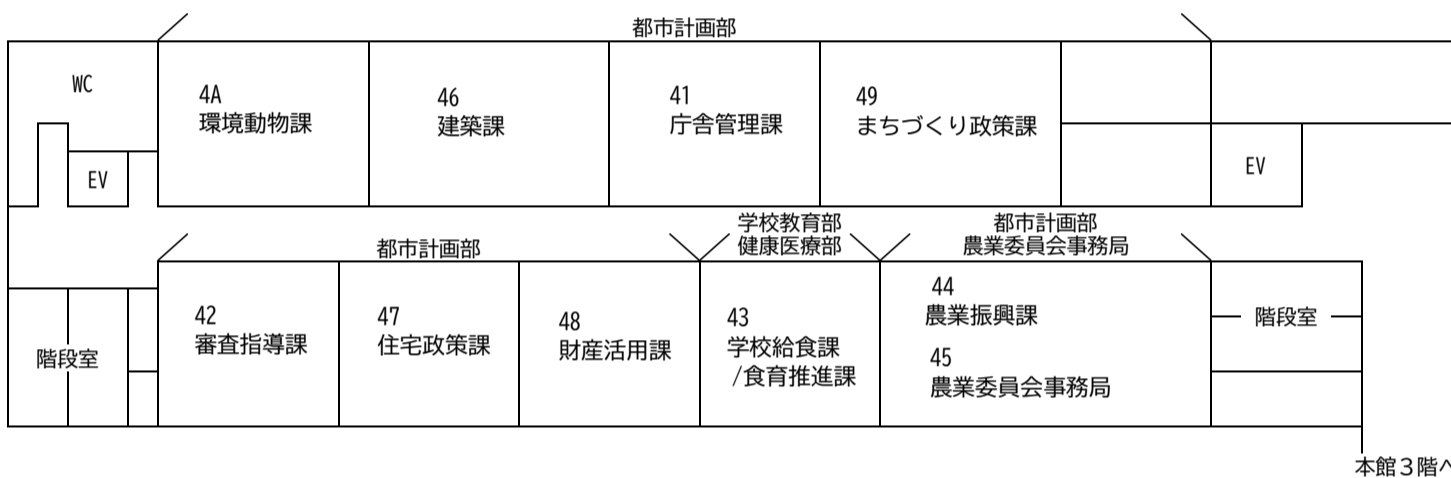 都市計画部
WC
4A
環境動物課
46
建築課
41
庁舎管理課
49
まちづくり政策課
EV
EV
都市計画部
学校教育部
健康医療部
都市計画部
農業委員会事務局
42
審査指導課
47
住宅政策課
48
財産活用課
43
学校給食課
/食育推進課
44
農業振興課
45
農業委員会事務局
階段室
階段室
本館3階へ